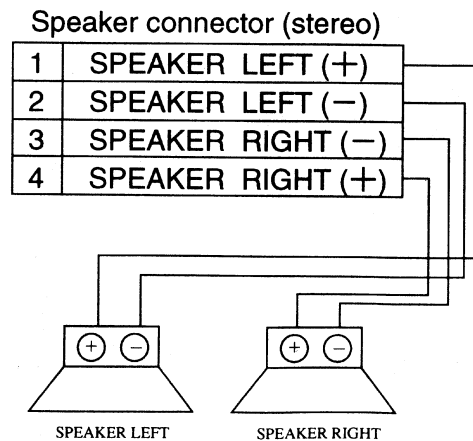 Speaker connector (stereo)
1 SPEAKER LEFT (+)
2 SPEAKER LEFT (−)
3 SPEAKER RIGHT (−)
4 SPEAKER RIGHT (+)
+ − + −
SPEAKER LEFT SPEAKER RIGHT